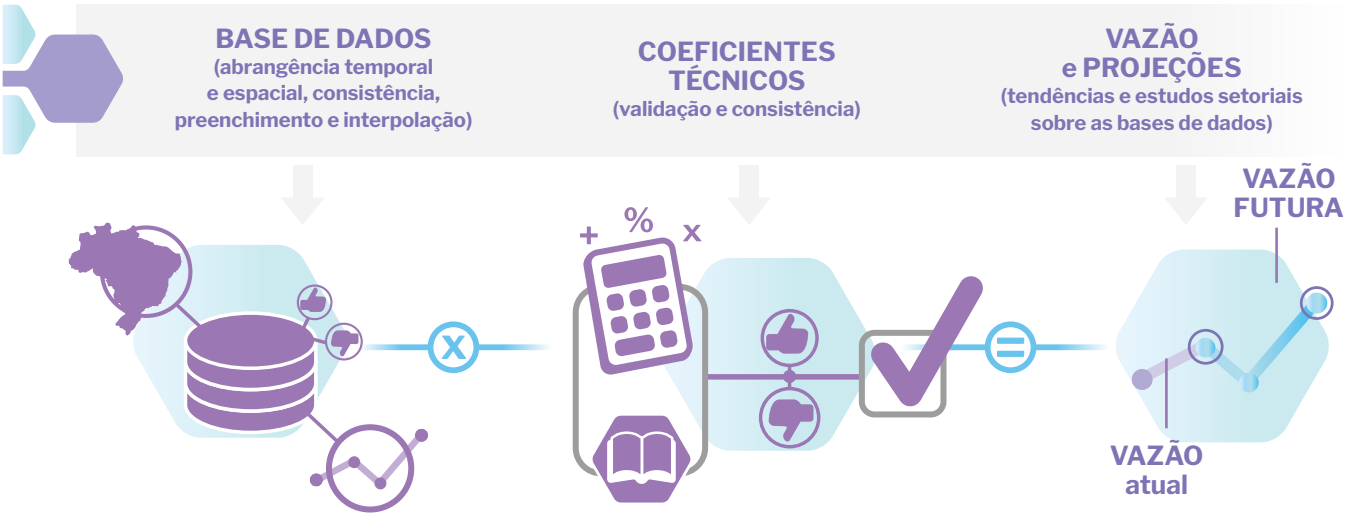 BASE DE DADOS
(abrangência temporal
e espacial, consistência,
preenchimento e interpolação)
COEFICIENTES
TÉCNICOS
(validação e consistência)
VAZÃO
e PROJEÇÕES
(tendências e estudos setoriais
sobre as bases de dados)
VAZÃO
FUTURA
+ % x
X
=
VAZÃO
atual